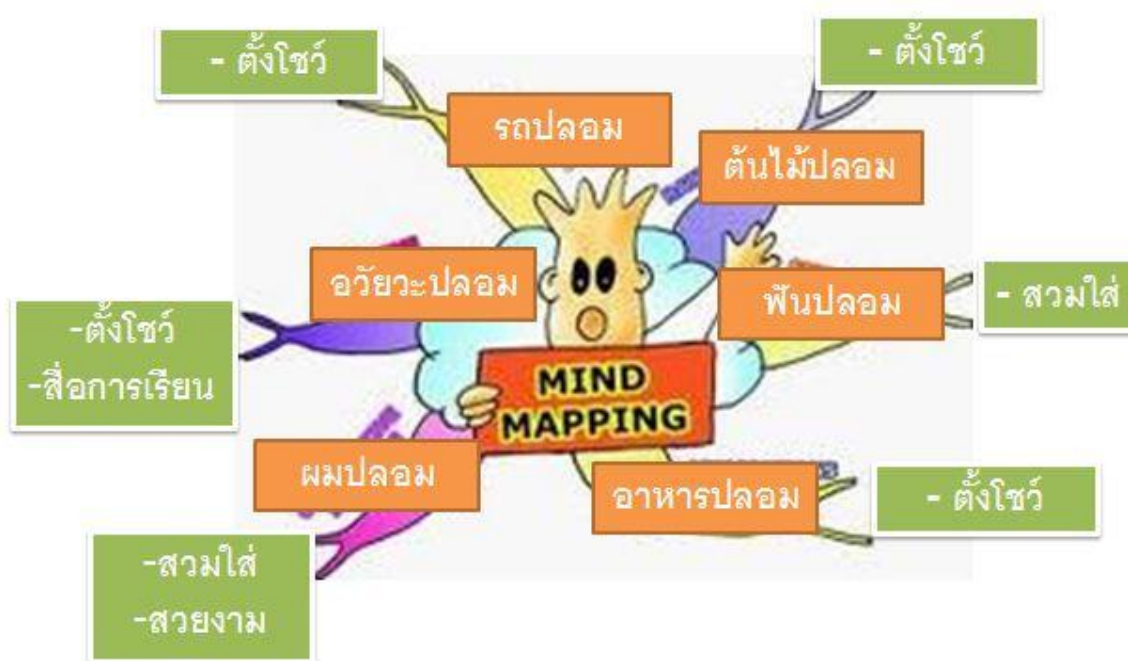 - ตั้งโชว์
- ตั้งโชว์
รถปลอม
ต้นไม้ปลอม
อวัยวะปลอม
ฟันปลอม
- สวมใส่
-ตั้งโชว์
-สื่อการเรียน
MIND
MAPPING
ผมปลอม
อาหารปลอม
- ตั้งโชว์
-สวมใส่
-สวยงาม